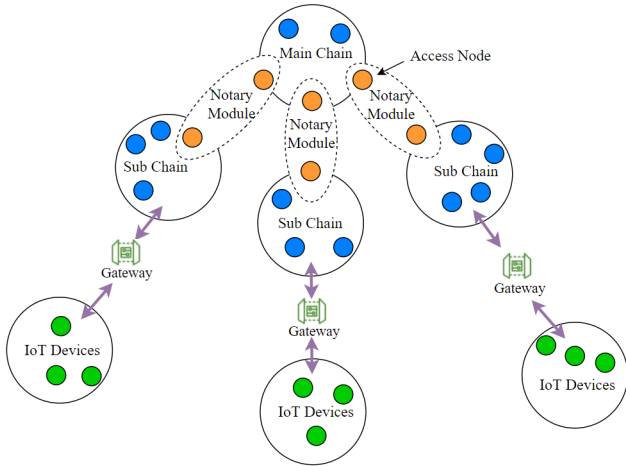 Main Chain
Access Node
Notary
Module
Notary
Module
Notary
Module
Sub Chain
Sub Chain
Sub Chain
Gateway
Gateway
Gateway
IoT Devices
IoT Devices
IoT Devices